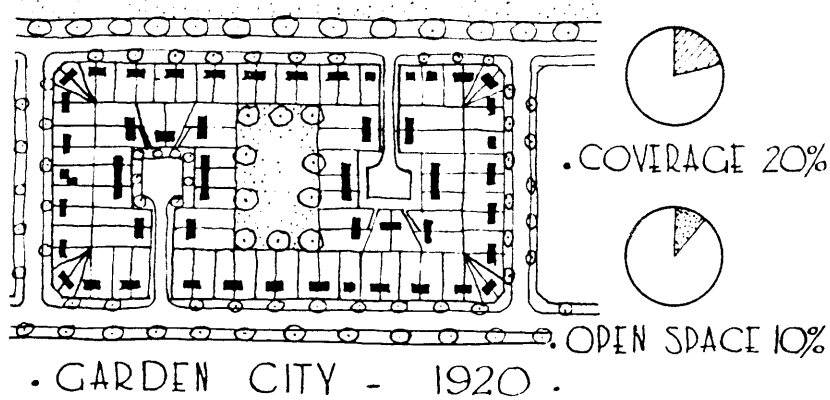 . COVERAGE 20%
. OPEN SPACE 10%
. GARDEN CITY - 1920 .